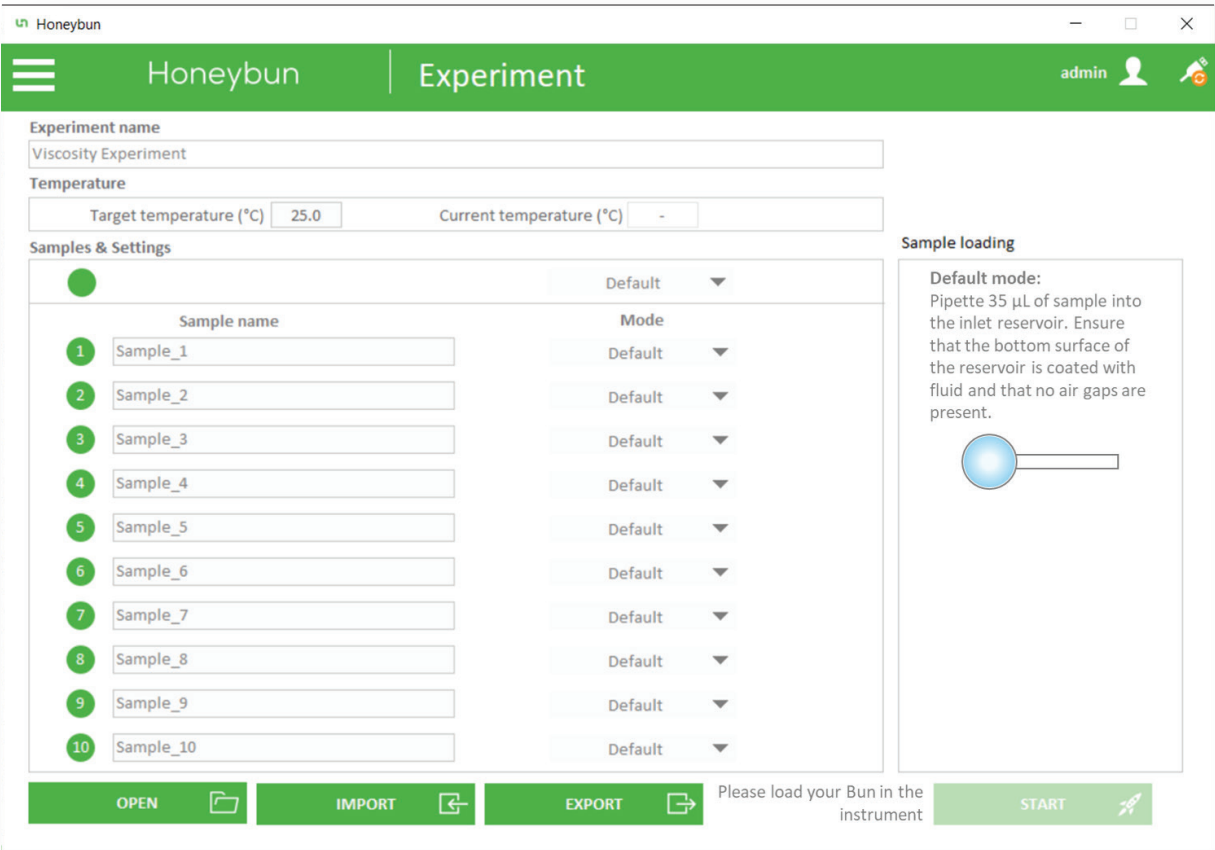 Honeybun
Honeybun
Experiment
admin
Experiment name
Viscosity Experiment
Temperature
Target temperature (°C) 25.0 Current temperature (°C) -
Samples & Settings
Default
Sample name Mode
1 Sample_1 Default
2 Sample_2 Default
3 Sample_3 Default
4 Sample_4 Default
5 Sample_5 Default
6 Sample_6 Default
7 Sample_7 Default
8 Sample_8 Default
9 Sample_9 Default
10 Sample_10 Default
Sample loading
Default mode:
Pipette 35 µL of sample into
the inlet reservoir. Ensure
that the bottom surface of
the reservoir is coated with
fluid and that no air gaps are
present.
OPEN
IMPORT
EXPORT
Please load your Bun in the
instrument
START